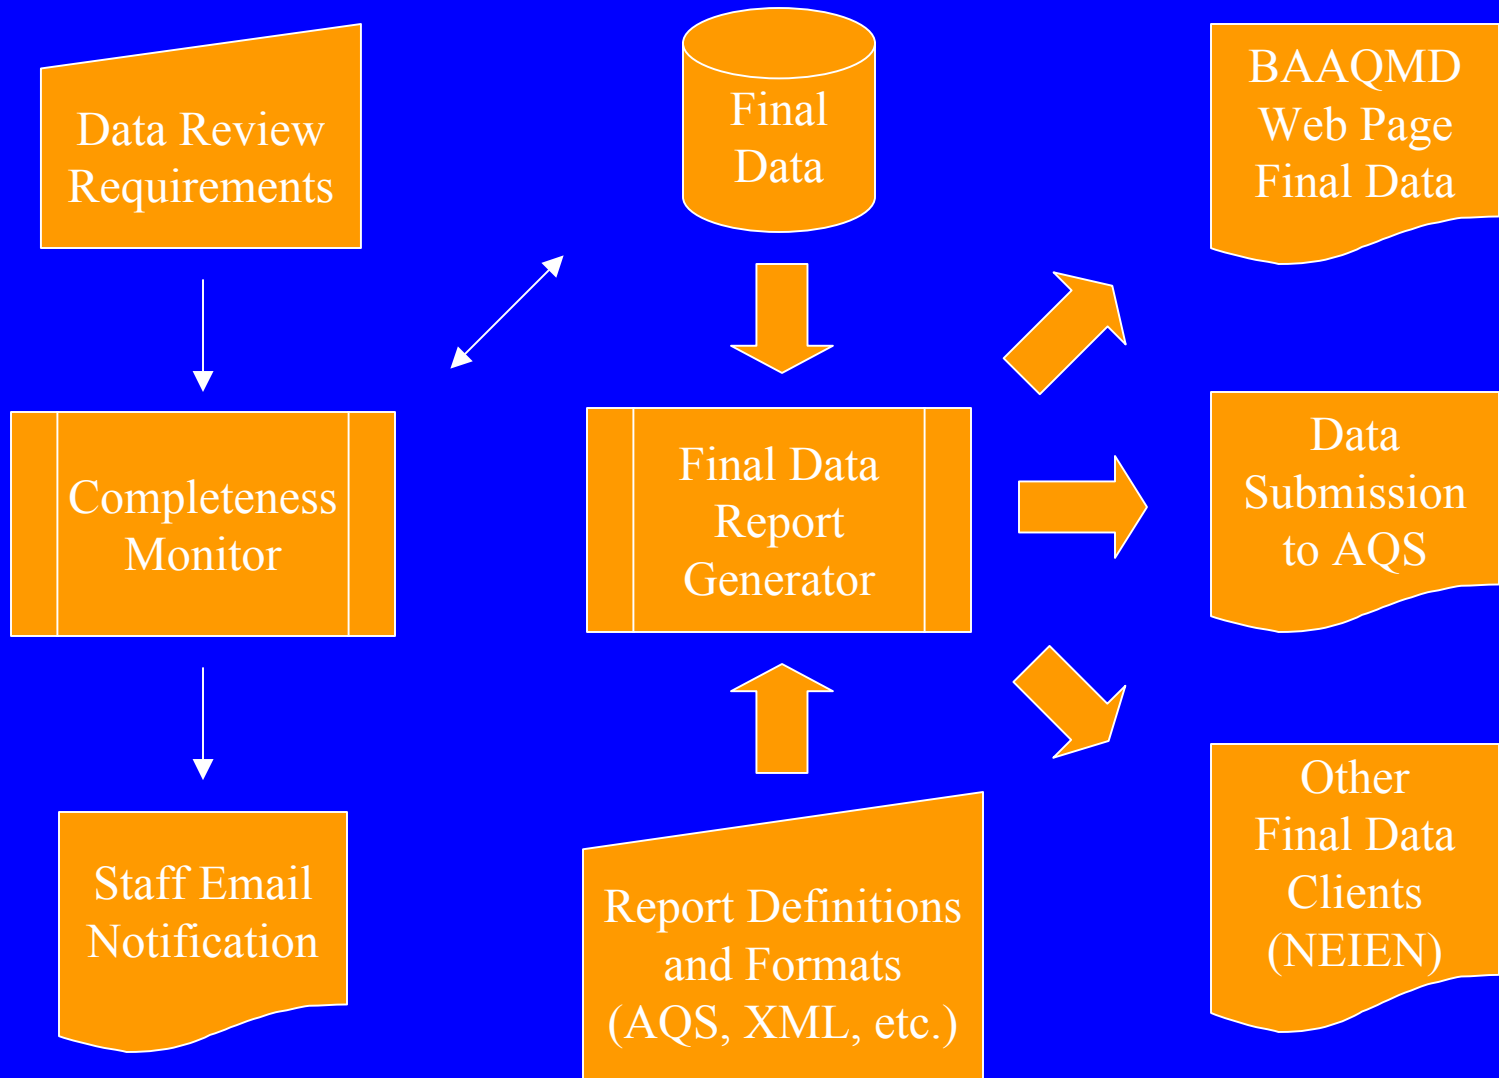 Data Review
Requirements
Final
Data
BAAQMD
Web Page
Final Data
Completeness
Monitor
Final Data
Report
Generator
Data
Submission
to AQS
Staff Email
Notification
Report Definitions
and Formats
(AQS, XML, etc.)
Other
Final Data
Clients
(NEIEN)